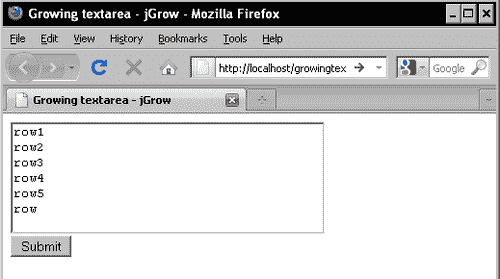 Growing textarea - jGrow - Mozilla Firefox
File Edit View History Bookmarks Tools Help
http://localhost/growingtex Google
Growing textarea - jGrow
row1
row2
row3
row4
row5
row
Submit